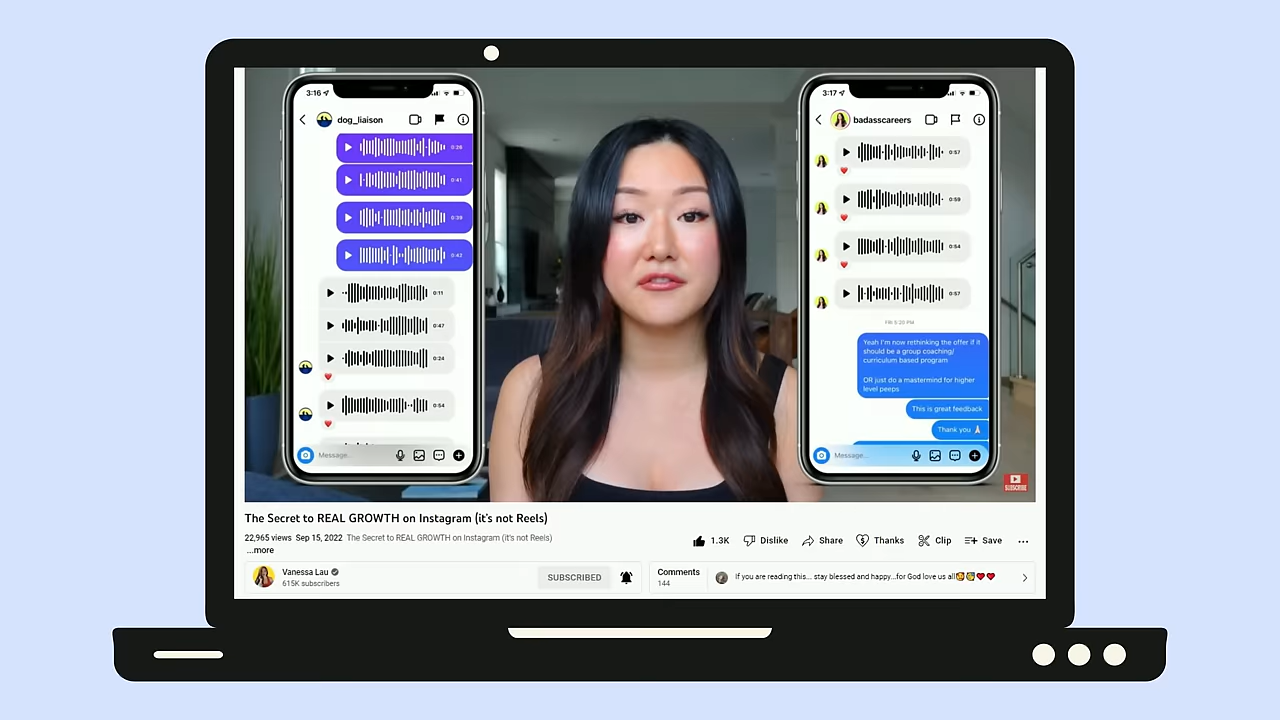 3:16
dog_liaison
0:28
0:41
0:39
0:42
0:11
0:47
0:24
0:54
Message...
3:17
badasscareers
0:57
0:59
0:54
0:57
FRI 5:20 PM
Yeah I'm now rethinking the offer if it
should be a group coaching/
curriculum based program
OR just do a mastermind for higher
level peeps
This is great feedback
Thank you 🙏🏻
Message...
SUBSCRIBE
The Secret to REAL GROWTH on Instagram (it's not Reels)
22,965 views Sep 15, 2022 The Secret to REAL GROWTH on Instagram (it's not Reels)
...more
1.3K Dislike Share Thanks Clip Save ...
Vanessa Lau
615K subscribers
SUBSCRIBED
Comments
144
If you are reading this... stay blessed and happy...for God love us all🥰🤯❤❤